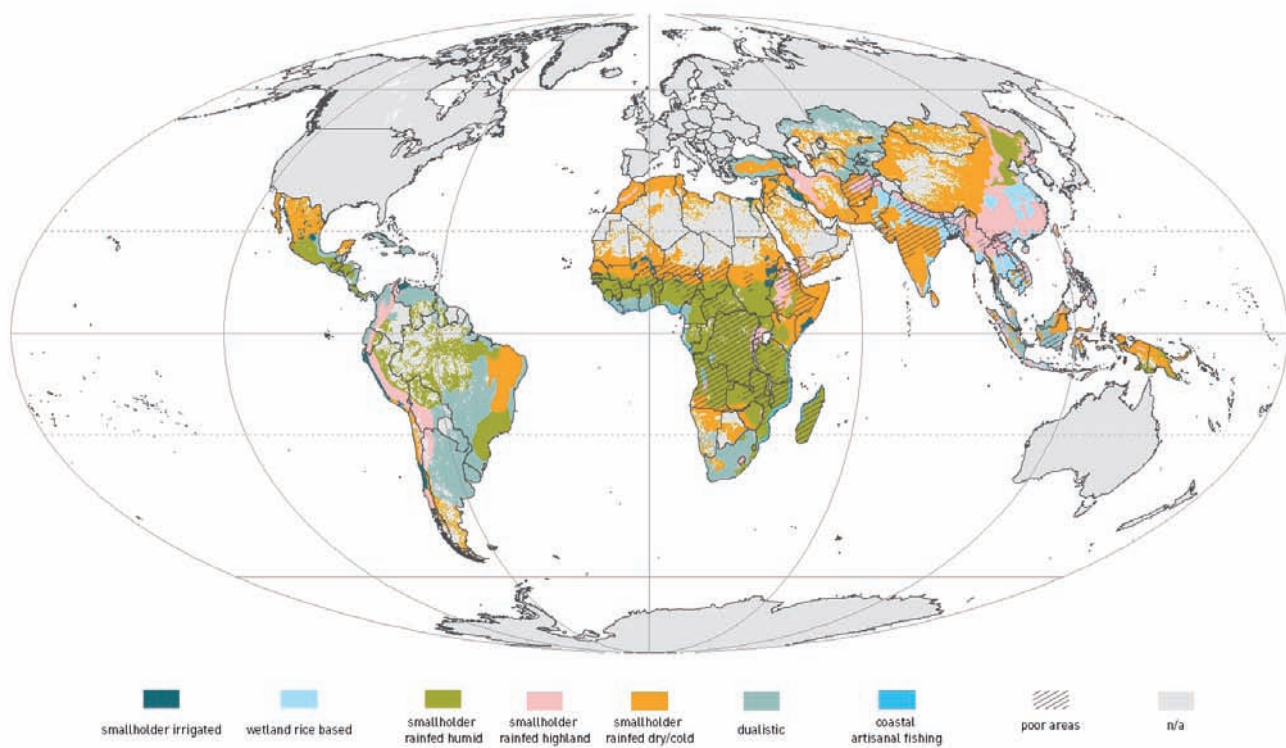 smallholder irrigated
wetland rice based
smallholder
rainfed humid
smallholder
rainfed highland
smallholder
rainfed dry/cold
dualistic
coastal
artisanal fishing
poor areas
n/a